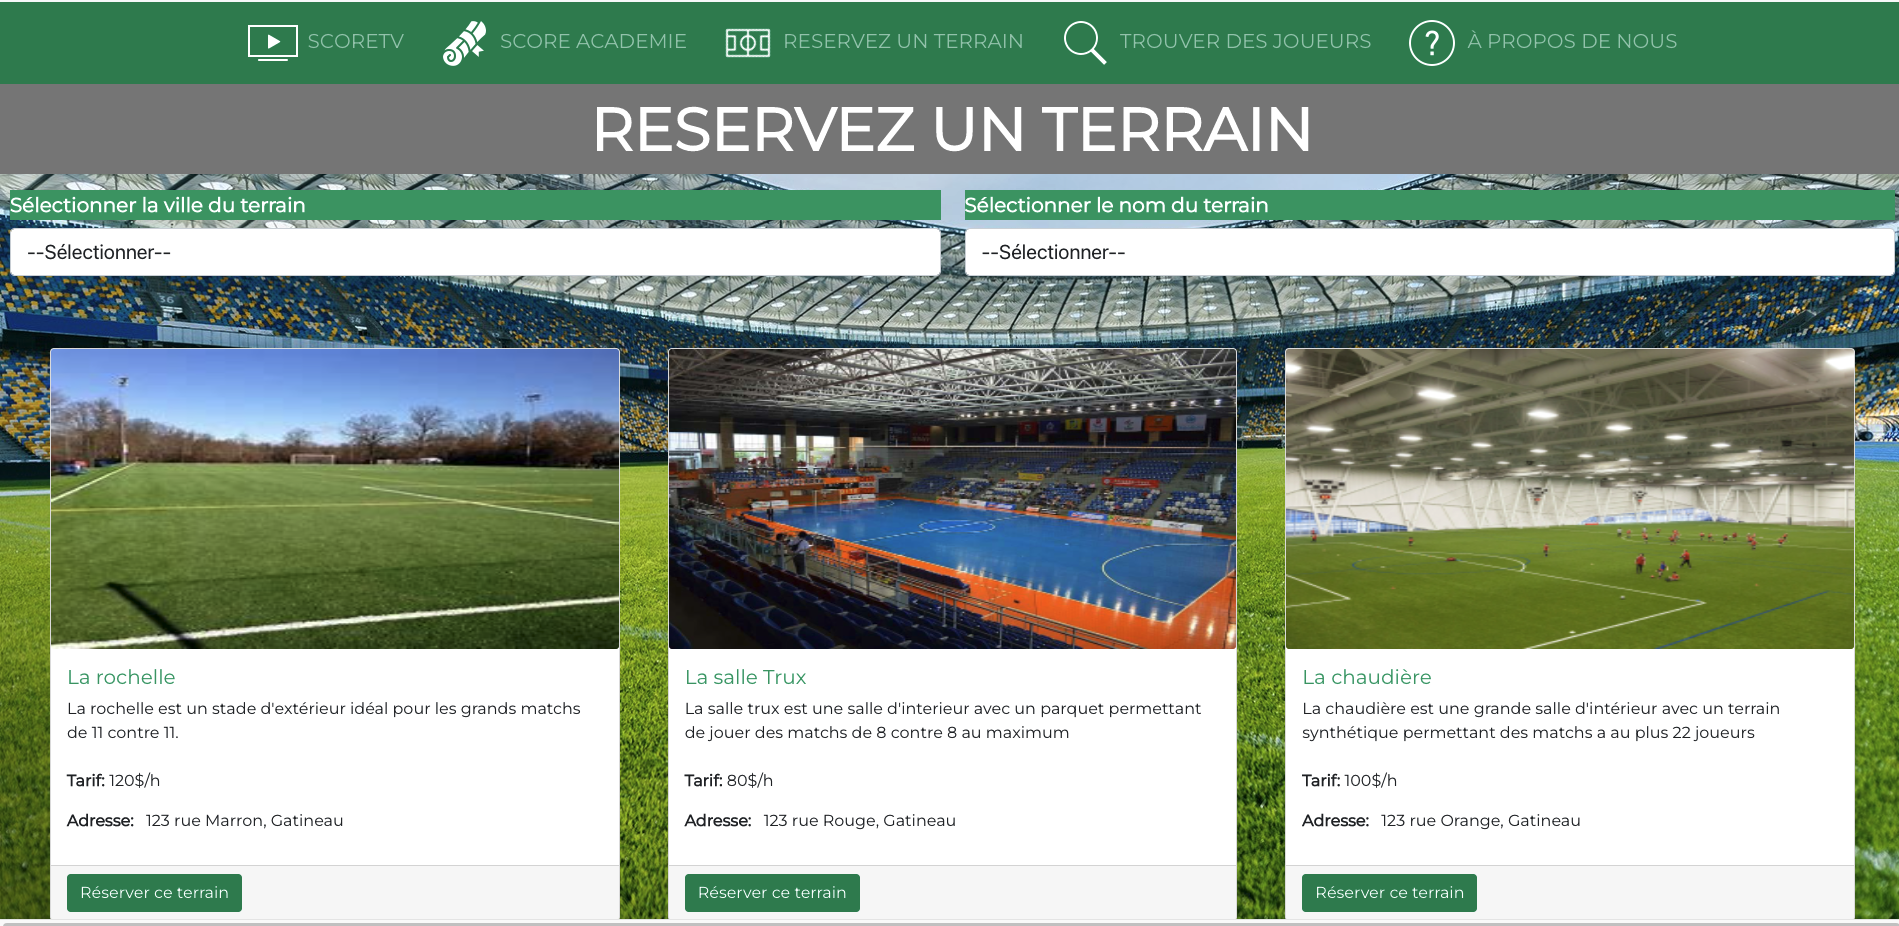 SCORETV SCORE ACADEMIE RESERVEZ UN TERRAIN TROUVER DES JOUEURS ? À PROPOS DE NOUS
RESERVEZ UN TERRAIN
Sélectionner la ville du terrain
--Sélectionner--
Sélectionner le nom du terrain
--Sélectionner--
36
La rochelle
La rochelle est un stade d'extérieur idéal pour les grands matchs
de 11 contre 11.
Tarif: 120$/h
Adresse: 123 rue Marron, Gatineau
Réserver ce terrain
La salle Trux
La salle trux est une salle d'interieur avec un parquet permettant
de jouer des matchs de 8 contre 8 au maximum
Tarif: 80$/h
Adresse: 123 rue Rouge, Gatineau
Réserver ce terrain
La chaudière
La chaudière est une grande salle d'intérieur avec un terrain
synthétique permettant des matchs a au plus 22 joueurs
Tarif: 100$/h
Adresse: 123 rue Orange, Gatineau
Réserver ce terrain